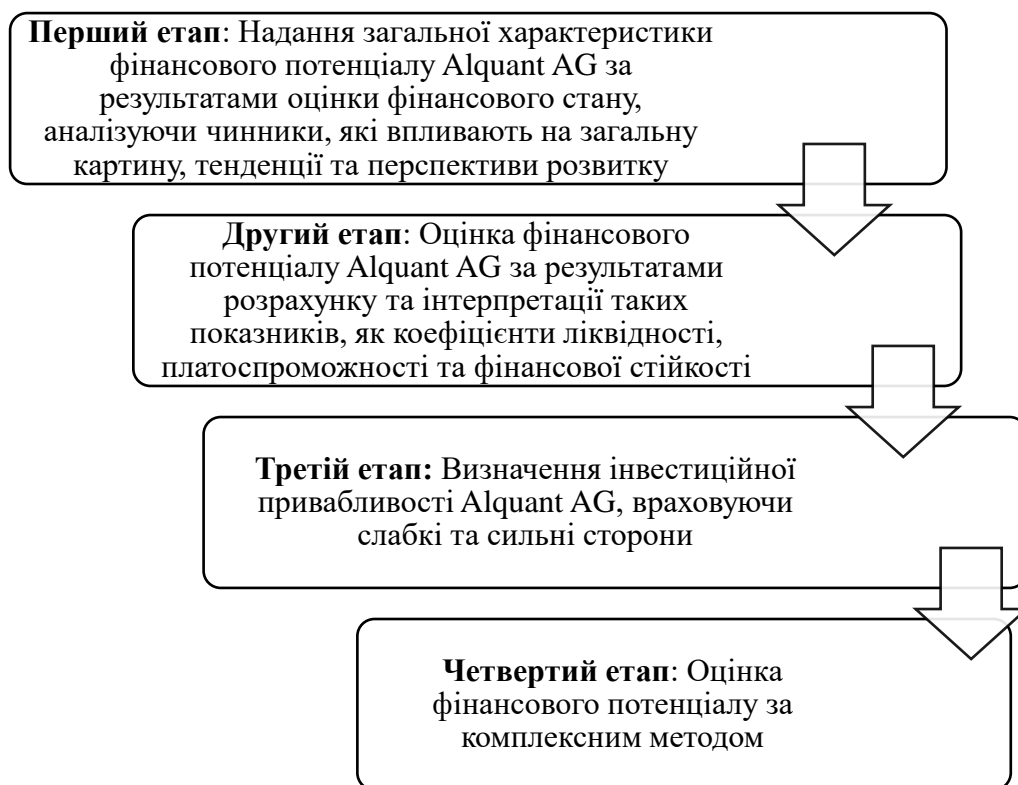 Перший етап: Надання загальної характеристики
фінансового потенціалу Alquant AG за
результатами оцінки фінансового стану,
аналізуючи чинники, які впливають на загальну
картину, тенденції та перспективи розвитку
Другий етап: Оцінка фінансового
потенціалу Alquant AG за результатами
розрахунку та інтерпретації таких
показників, як коефіцієнти ліквідності,
платоспроможності та фінансової стійкості
Третій етап: Визначення інвестиційної
привабливості Alquant AG, враховуючи
слабкі та сильні сторони
Четвертий етап: Оцінка
фінансового потенціалу за
комплексним методом